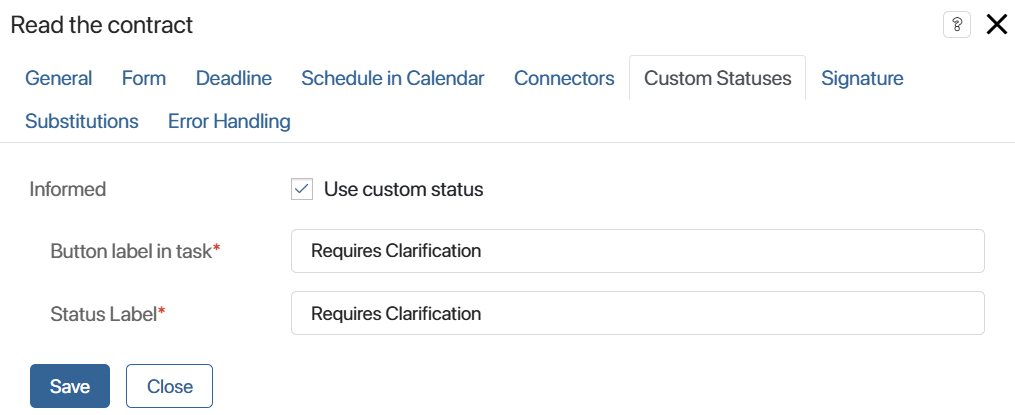 Read the contract ?
General Form Deadline Schedule in Calendar Connectors Custom Statuses Signature
Substitutions Error Handling
Informed Use custom status
Button label in task* Requires Clarification
Status Label* Requires Clarification
Save Close